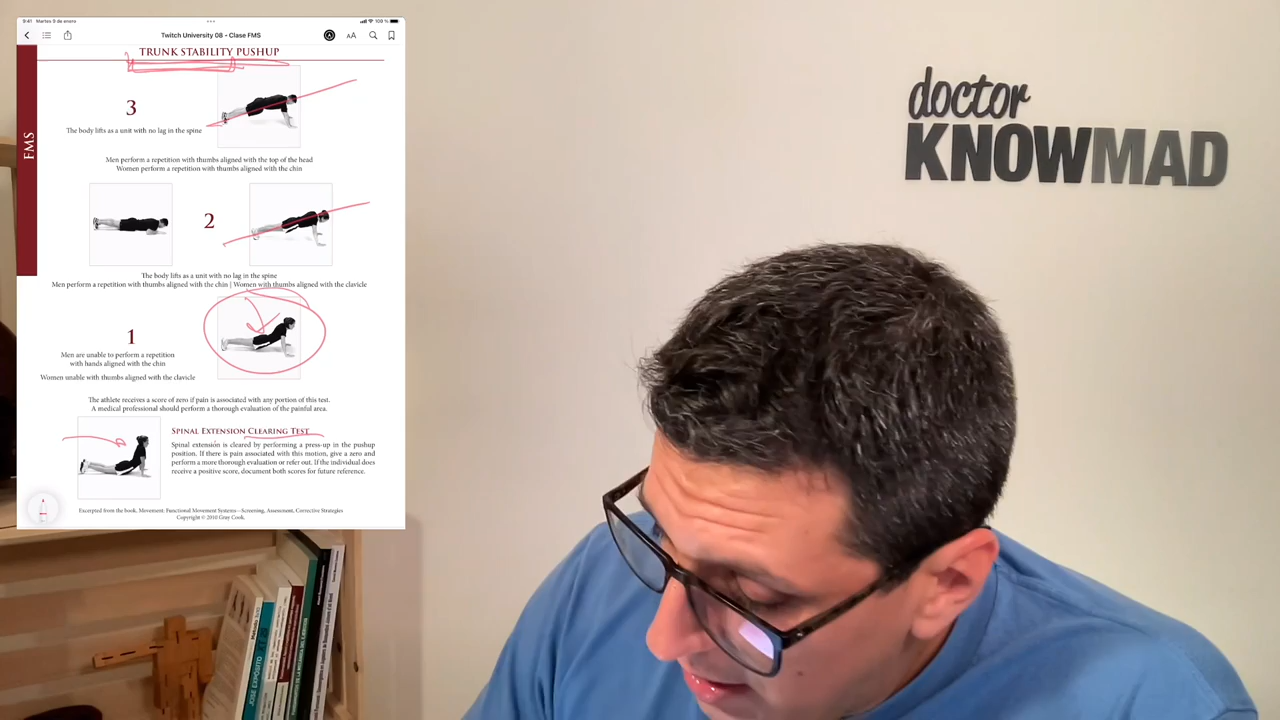 9:41 Martes 9 de enero
Twitch University 08 - Clase FMS
AA
TRUNK STABILITY PUSHUP
FMS
3
The body lifts as a unit with no lag in the spine
Men perform a repetition with thumbs aligned with the top of the head
Women perform a repetition with thumbs aligned with the chin
2
The body lifts as a unit with no lag in the spine
Men perform a repetition with thumbs aligned with the chin | Women with thumbs aligned with the clavicle
1
Men are unable to perform a repetition
with hands aligned with the chin
Women unable with thumbs aligned with the clavicle
The athlete receives a score of zero if pain is associated with any portion of this test.
A medical professional should perform a thorough evaluation of the painful area.
SPINAL EXTENSION CLEARING TEST
Spinal extension is cleared by performing a press-up in the pushup
position. If there is pain associated with this motion, give a zero and
perform a more thorough evaluation or refer out. If the individual does
receive a positive score, document both scores for future reference.
Excerpted from the book, Movement: Functional Movement Systems—Screening, Assessment, Corrective Strategies
Copyright © 2010 Gray Cook.
doctor
KNOWMAD
JOSE EXPÓSITO